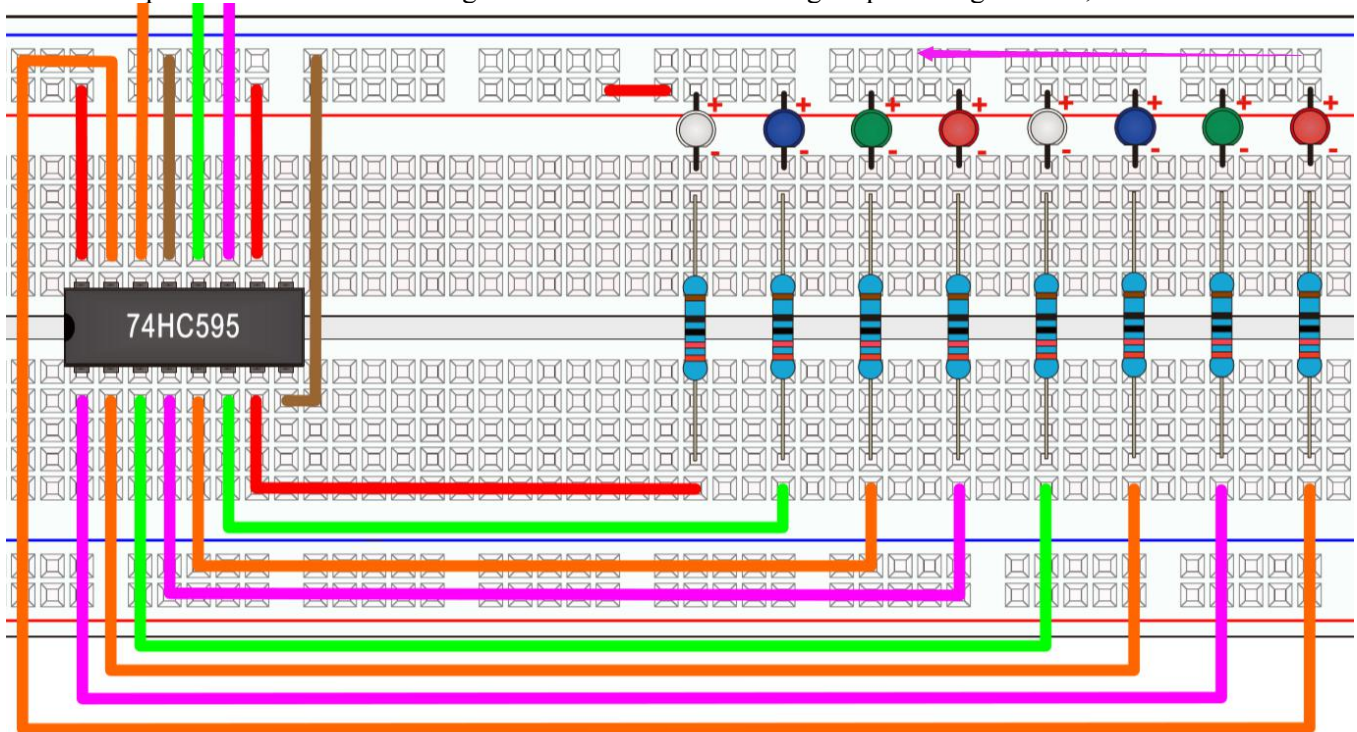 74HC595
+ + + + + + + +
- - - - - - - -